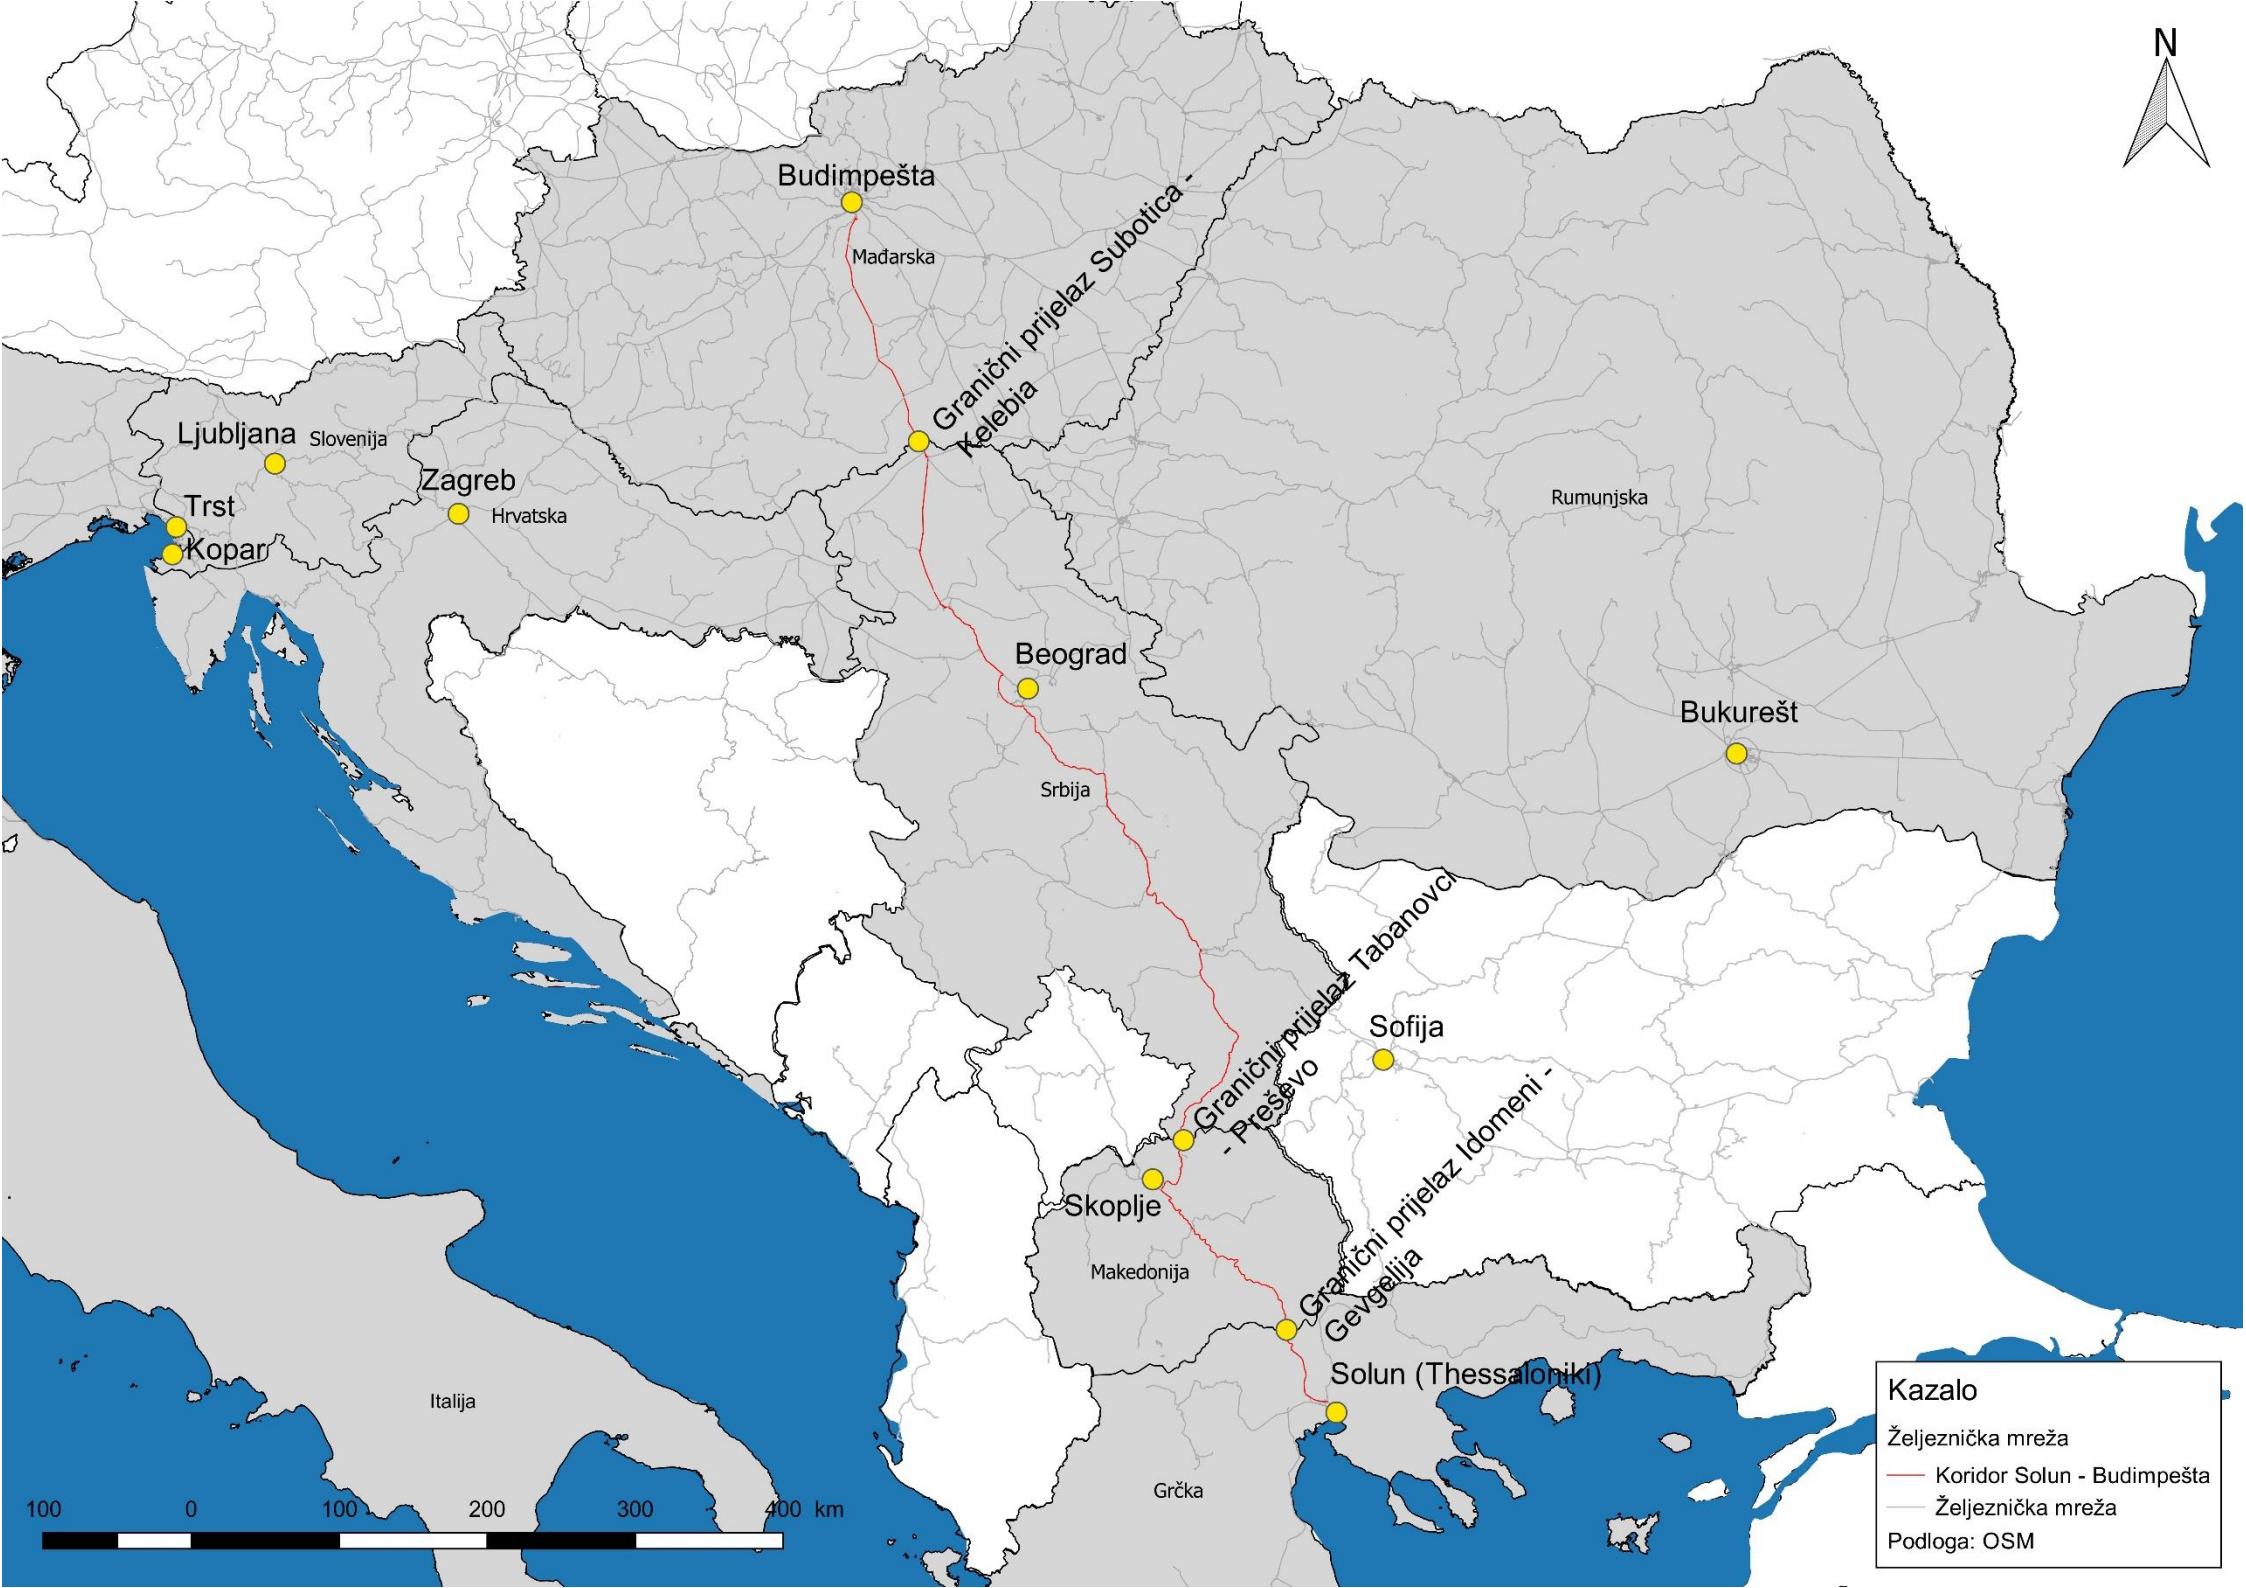 N
Budimpešta
Mađarska
Granični prijelaz Subotica -
Kelebia
Ljubljana
Slovenija
Zagreb
Hrvatska
Trst
Kopar
Rumunjska
Beograd
Bukurešt
Srbija
Granični prijelaz Tabanovci
- Preševo
Sofija
Skoplje
Makedonija
Granični prijelaz Idomeni -
Gevgelija
Solun (Thessaloniki)
Italija
Grčka
100 0 100 200 300 400 km
Kazalo
Željeznička mreža
Koridor Solun - Budimpešta
Željeznička mreža
Podloga: OSM